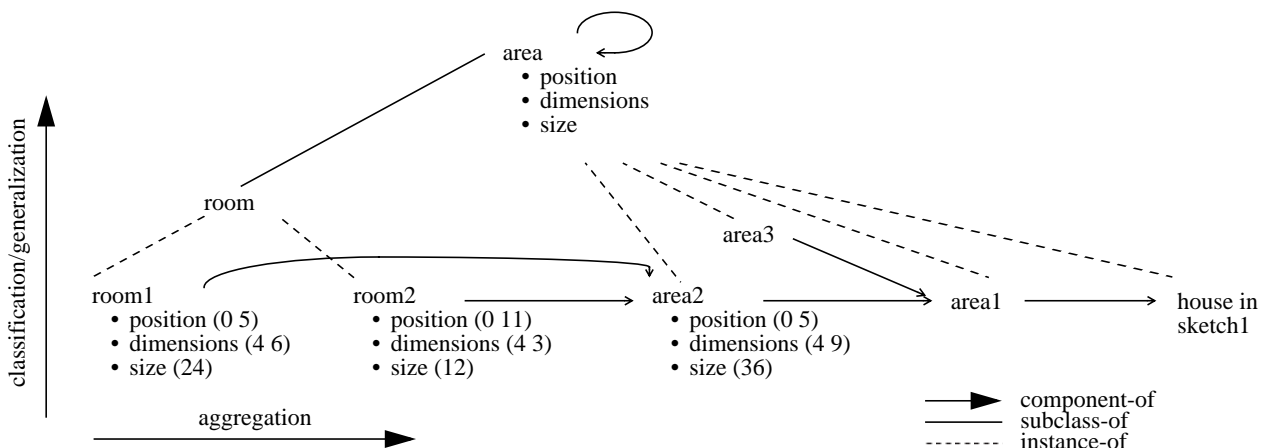 area
• position
• dimensions
• size
classification/generalization
room
area3
room1
• position (0 5)
• dimensions (4 6)
• size (24)
room2
• position (0 11)
• dimensions (4 3)
• size (12)
area2
• position (0 5)
• dimensions (4 9)
• size (36)
area1
house in
sketch1
aggregation
component-of
subclass-of
instance-of